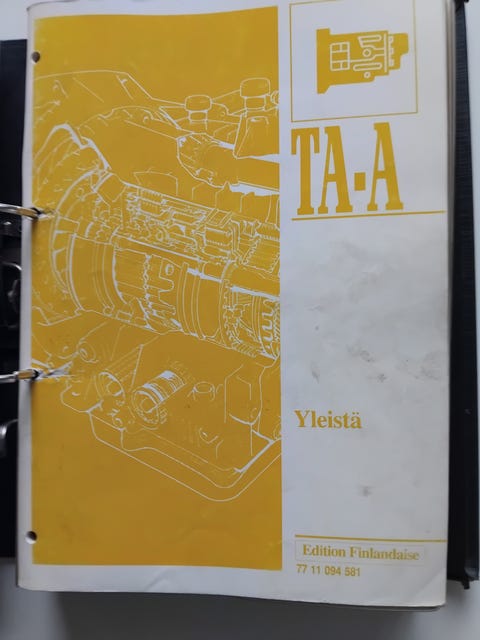 TA-A
Yleistä
Edition Finlandaise
77 11 094 581